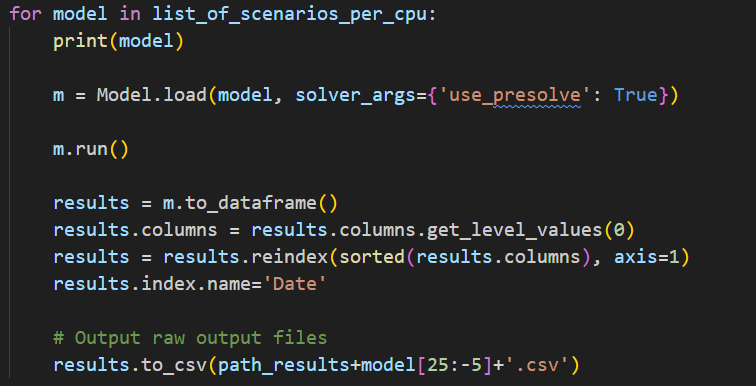 for model in list_of_scenarios_per_cpu:
    print(model)

    m = Model.load(model, solver_args={'use_presolve': True})

    m.run()

    results = m.to_dataframe()
    results.columns = results.columns.get_level_values(0)
    results = results.reindex(sorted(results.columns), axis=1)
    results.index.name='Date'

    # Output raw output files
    results.to_csv(path_results+model[25:-5]+'.csv')